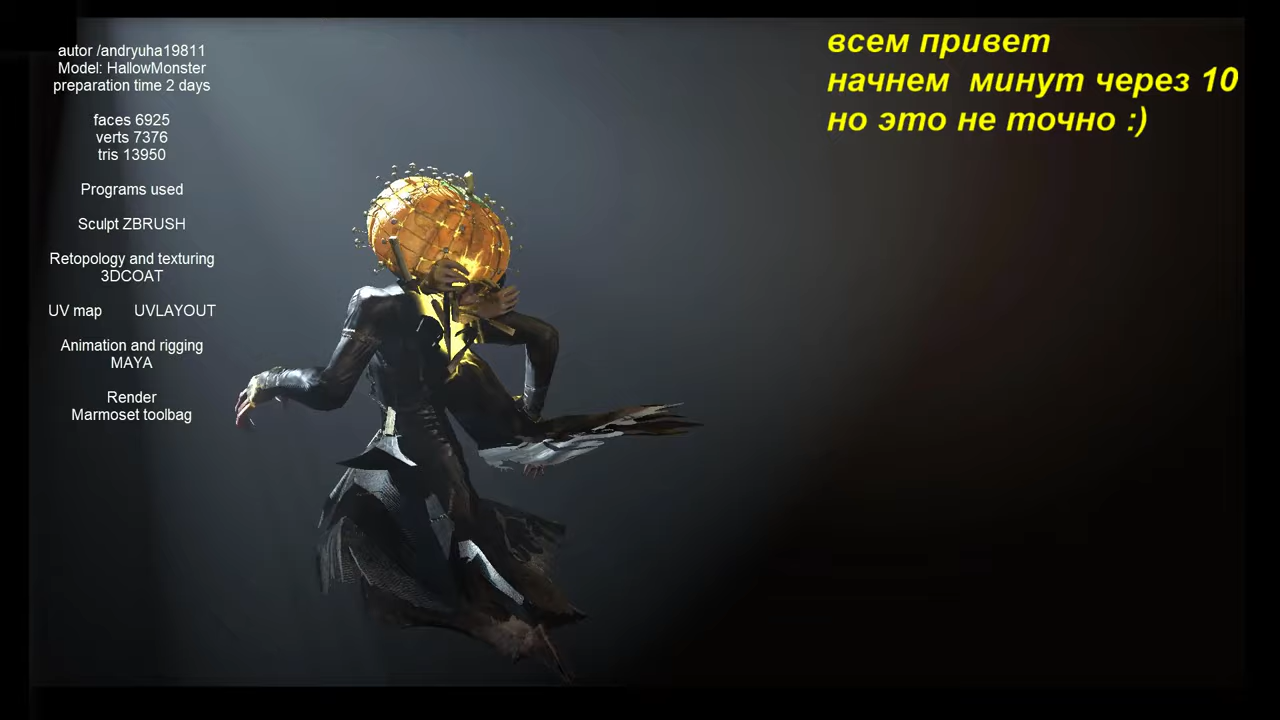 autor /andryuha19811
Model: HallowMonster
preparation time 2 days
faces 6925
verts 7376
tris 13950
Programs used
Sculpt ZBRUSH
Retopology and texturing
3DCOAT
UV map UVLAYOUT
Animation and rigging
MAYA
Render
Marmoset toolbag
всем привет
начнем минут через 10
но это не точно :)